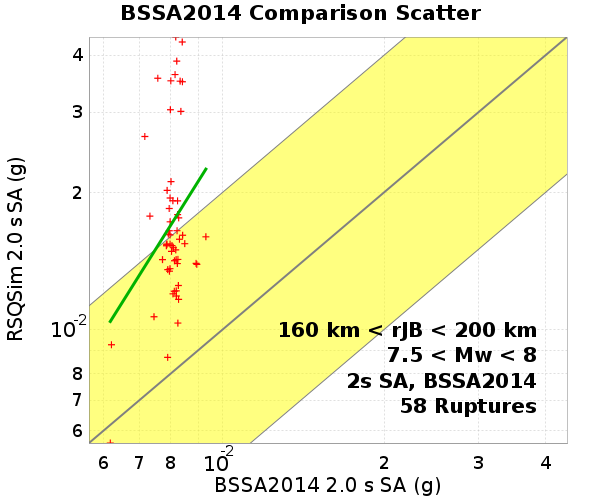 BSSA2014 Comparison Scatter
RSQSim 2.0 s SA (g)
4
3
2
10-2
8
7
6
160 km < rJB < 200 km
7.5 < Mw < 8
2s SA, BSSA2014
58 Ruptures
6 7 8 10-2 2 3 4
BSSA2014 2.0 s SA (g)